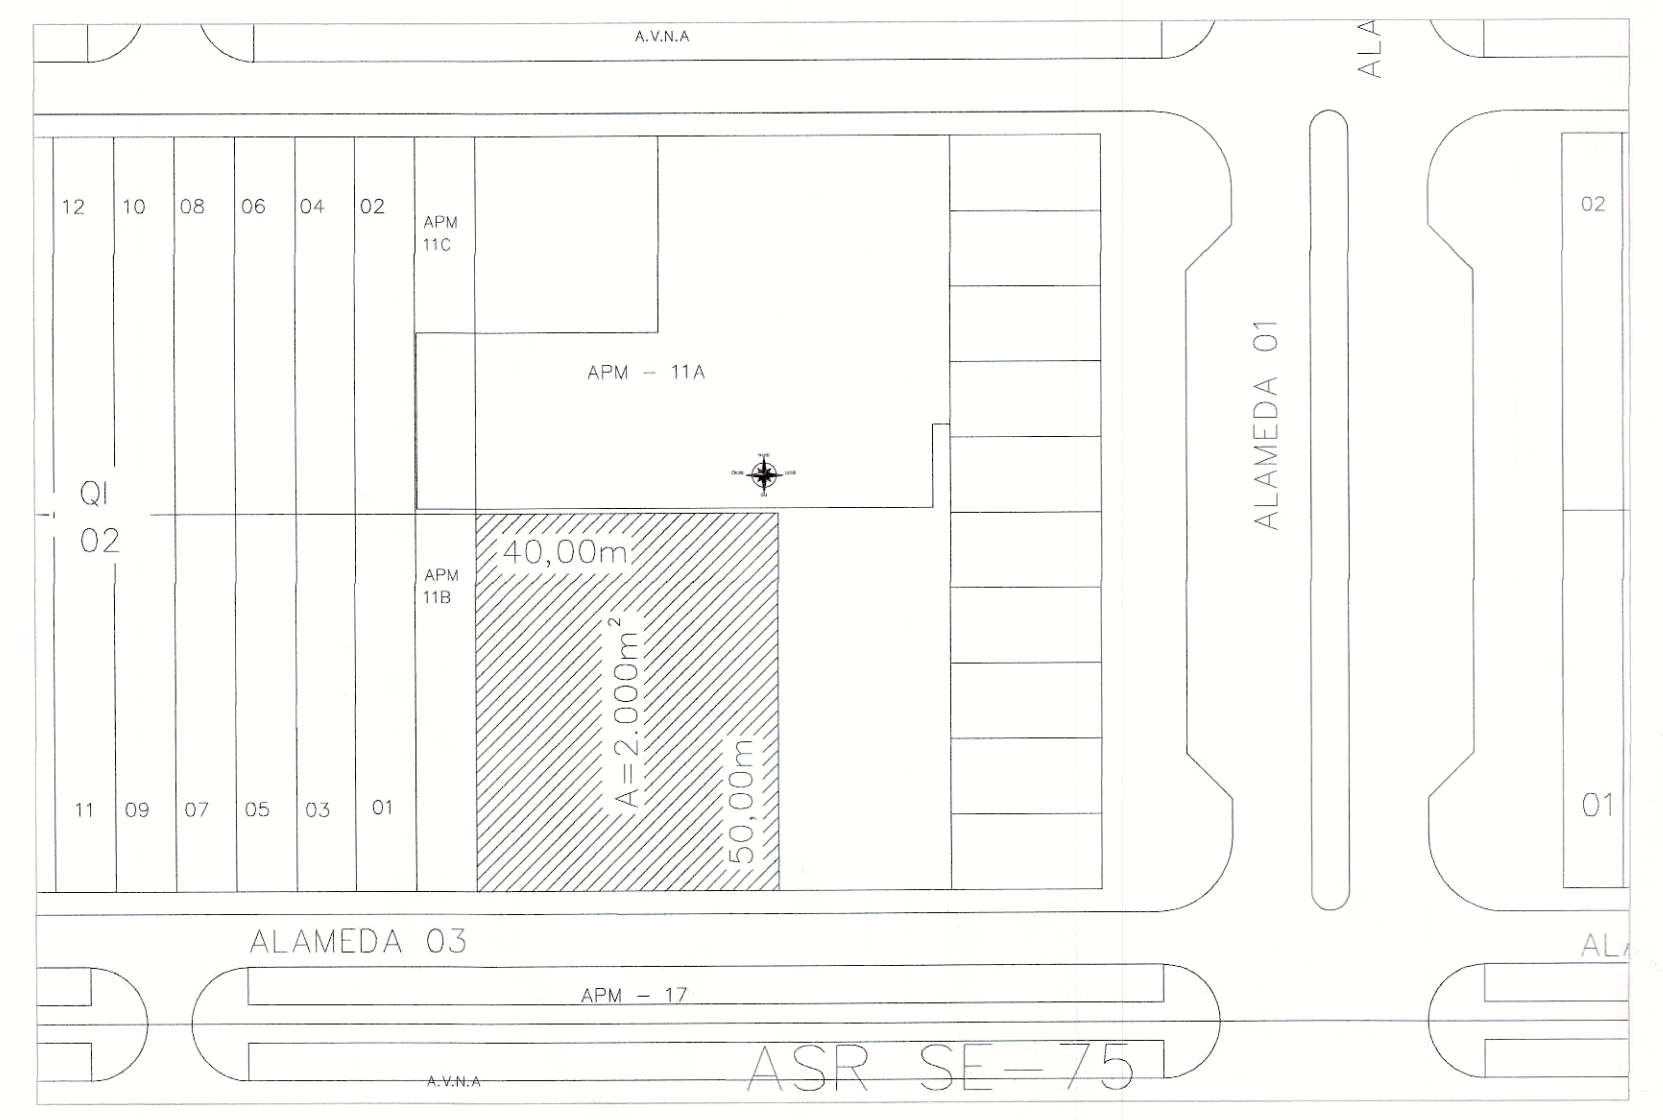 A.V.N.A
ALA
12 10 08 06 04 02
APM
11C
02
APM - 11A
ALAMEDA 01
QI
02
40,00m
APM
11B
A=2.000m²
50,00m
11 09 07 05 03 01
01
ALAMEDA 03
ALA
APM - 17
ASR SE-75
A.V.N.A